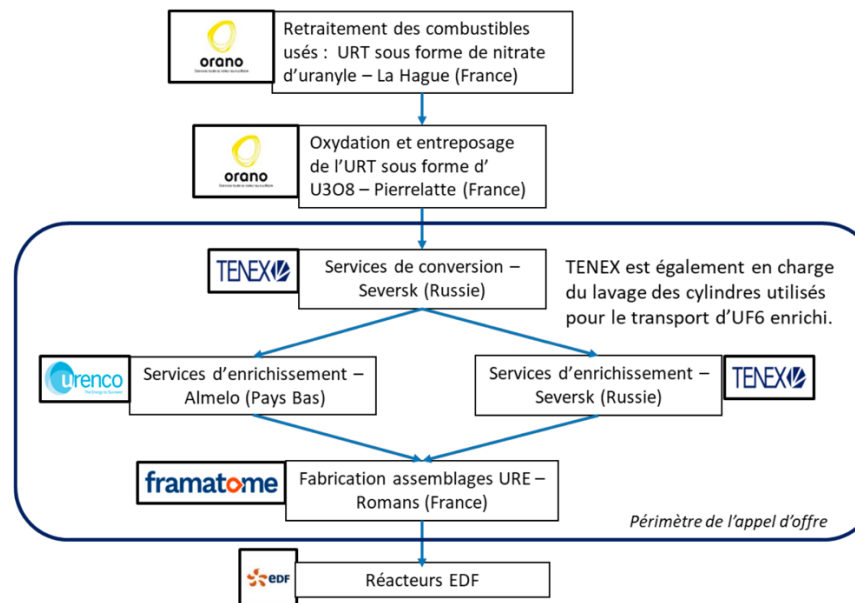 orano
Retraitement des combustibles
usés : URT sous forme de nitrate
d'uranyle – La Hague (France)
orano
Oxydation et entreposage
de l'URT sous forme d'
U3O8 – Pierrelatte (France)
TENEX
Services de conversion –
Seversk (Russie)
TENEX est également en charge
du lavage des cylindres utilisés
pour le transport d'UF6 enrichi.
urenco
Services d'enrichissement –
Almelo (Pays Bas)
Services d'enrichissement –
Seversk (Russie)
TENEX
framatome
Fabrication assemblages URE –
Romans (France)
Périmètre de l'appel d'offre
edf
Réacteurs EDF